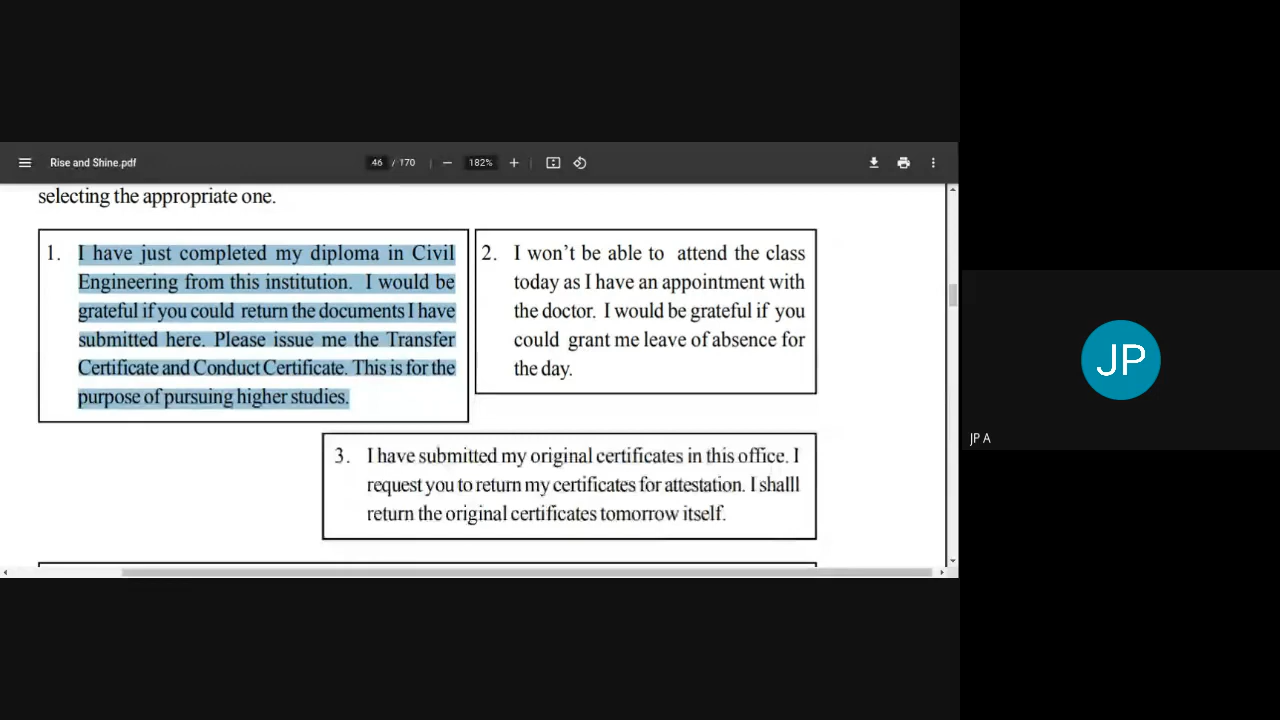 Rise and Shine.pdf
46 / 170
182%
selecting the appropriate one.
1. I have just completed my diploma in Civil
Engineering from this institution. I would be
grateful if you could return the documents I have
submitted here. Please issue me the Transfer
Certificate and Conduct Certificate. This is for the
purpose of pursuing higher studies.
2. I won't be able to attend the class
today as I have an appointment with
the doctor. I would be grateful if you
could grant me leave of absence for
the day.
3. I have submitted my original certificates in this office. I
request you to return my certificates for attestation. I shalll
return the original certificates tomorrow itself.
JP
JP A